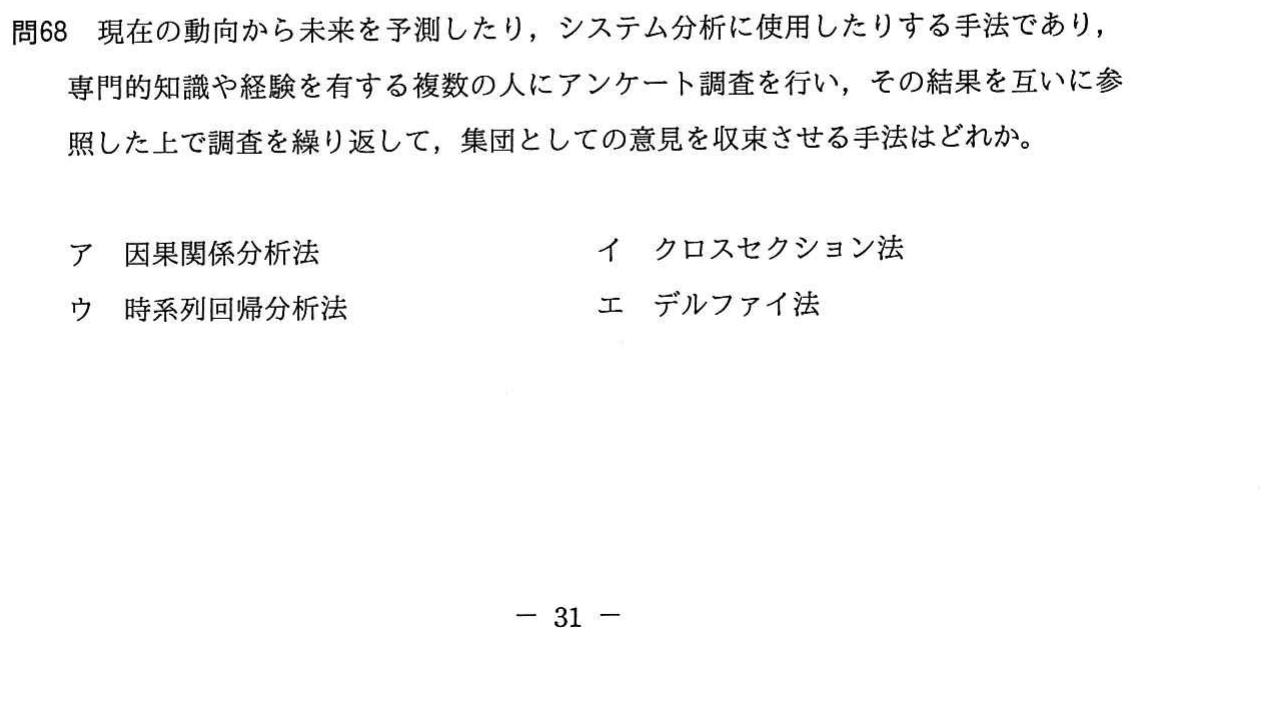 問68 現在の動向から未来を予測したり，システム分析に使用したりする手法であり，
専門的知識や経験を有する複数の人にアンケート調査を行い，その結果を互いに参
照した上で調査を繰り返して，集団としての意見を収束させる手法はどれか。
ア 因果関係分析法 イ クロスセクション法
ウ 時系列回帰分析法 エ デルファイ法
－ 31 －